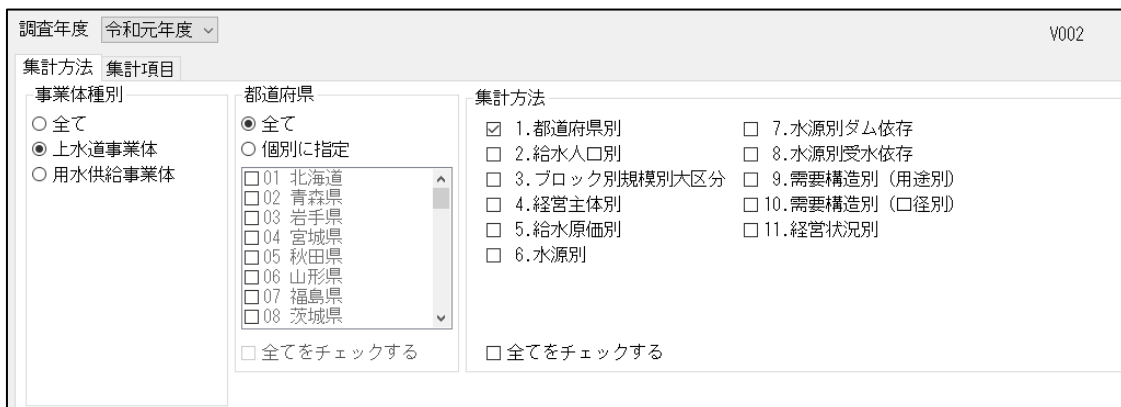 調査年度 令和元年度
V002
集計方法 集計項目
事業体種別
全て
上水道事業体
用水供給事業体
都道府県
全て
個別に指定
01 北海道
02 青森県
03 岩手県
04 宮城県
05 秋田県
06 山形県
07 福島県
08 茨城県
全てをチェックする
集計方法
1.都道府県別
2.給水人口別
3.ブロック別規模別大区分
4.経営主体別
5.給水原価別
6.水源別
7.水源別ダム依存
8.水源別受水依存
9.需要構造別（用途別）
10.需要構造別（口径別）
11.経営状況別
全てをチェックする